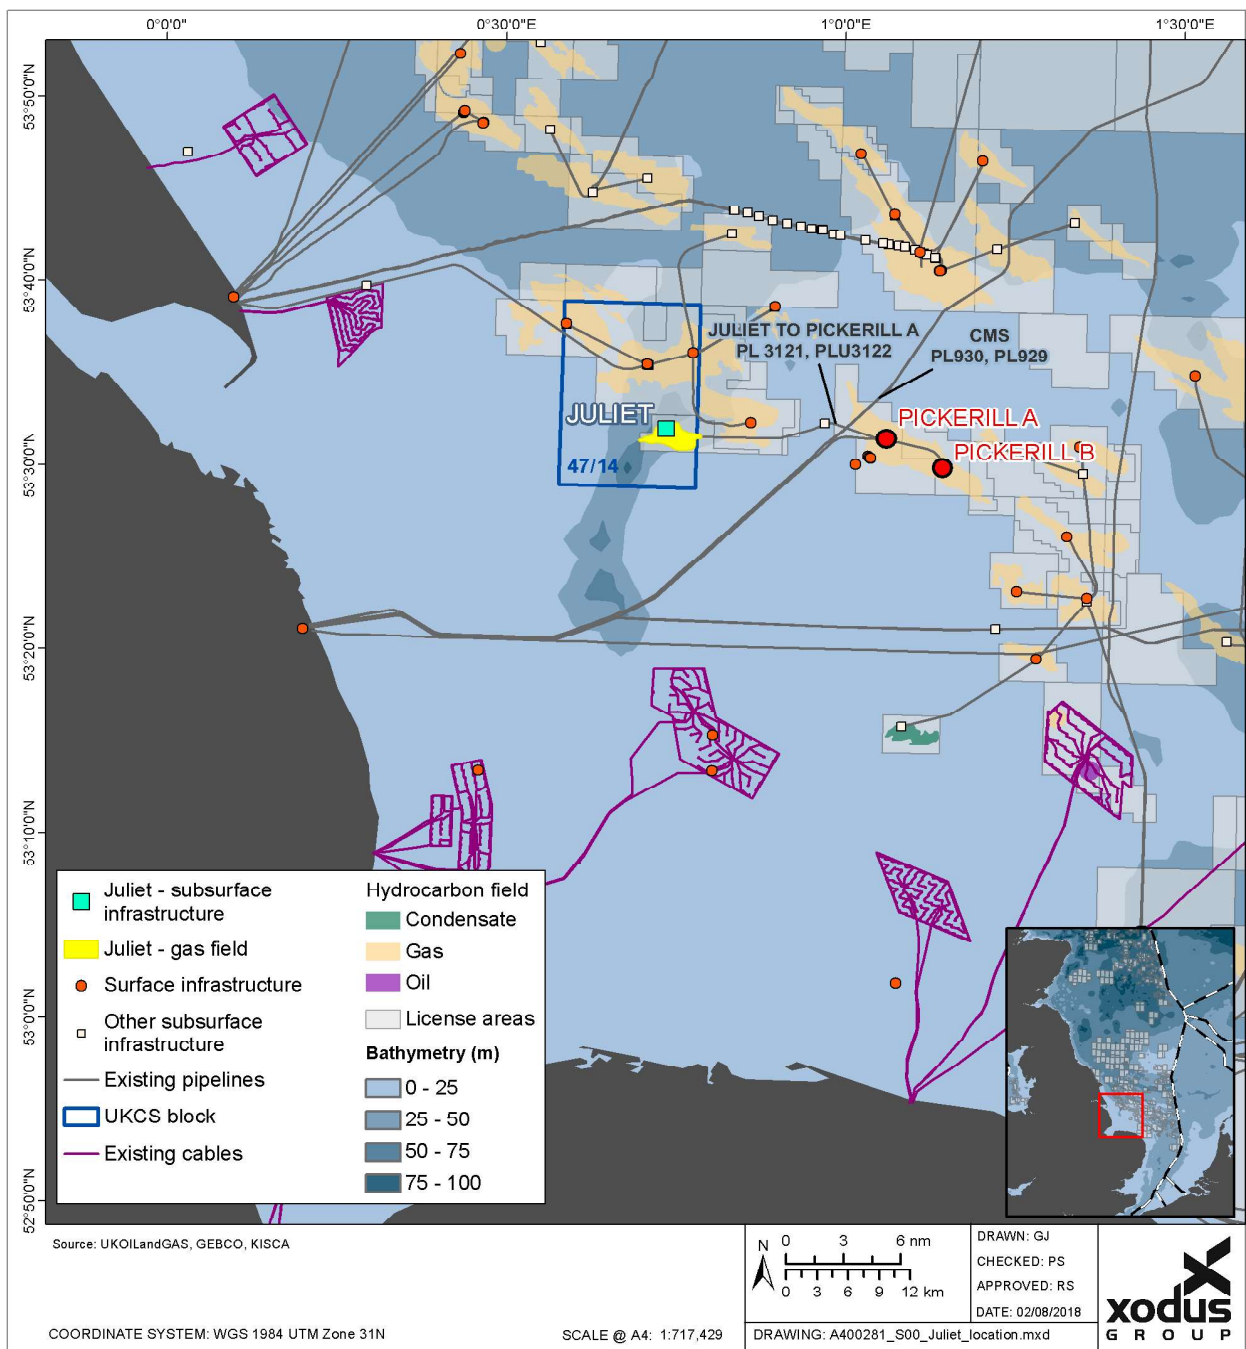 0°0'0"
0°30'0"E
1°0'0"E
1°30'0"E
53°50'0"N
53°40'0"N
53°30'0"N
53°20'0"N
53°10'0"N
53°0'0"N
52°50'0"N
JULIET TO PICKERILL A
PL 3121, PLU3122
CMS
PL930, PL929
JULIET
PICKERILL A
PICKERILL B
47/14
Juliet - subsurface
infrastructure
Juliet - gas field
Surface infrastructure
Other subsurface
infrastructure
Existing pipelines
UKCS block
Existing cables
Hydrocarbon field
Condensate
Gas
Oil
License areas
Bathymetry (m)
0 - 25
25 - 50
50 - 75
75 - 100
Source: UKOILandGAS, GEBCO, KISCA
COORDINATE SYSTEM: WGS 1984 UTM Zone 31N
SCALE @ A4: 1:717,429
N
0 3 6 nm
0 3 6 9 12 km
DRAWING: A400281_S00_Juliet_location.mxd
DRAWN: GJ
CHECKED: PS
APPROVED: RS
DATE: 02/08/2018
xodus
GROUP